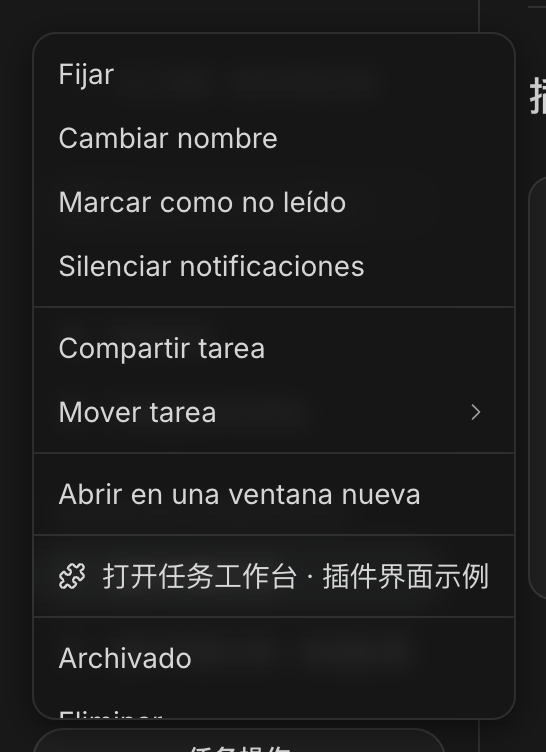 Fijar
Cambiar nombre
Marcar como no leído
Silenciar notificaciones
Compartir tarea
Mover tarea
Abrir en una ventana nueva
打开任务工作台 · 插件界面示例
Archivado
Eliminar